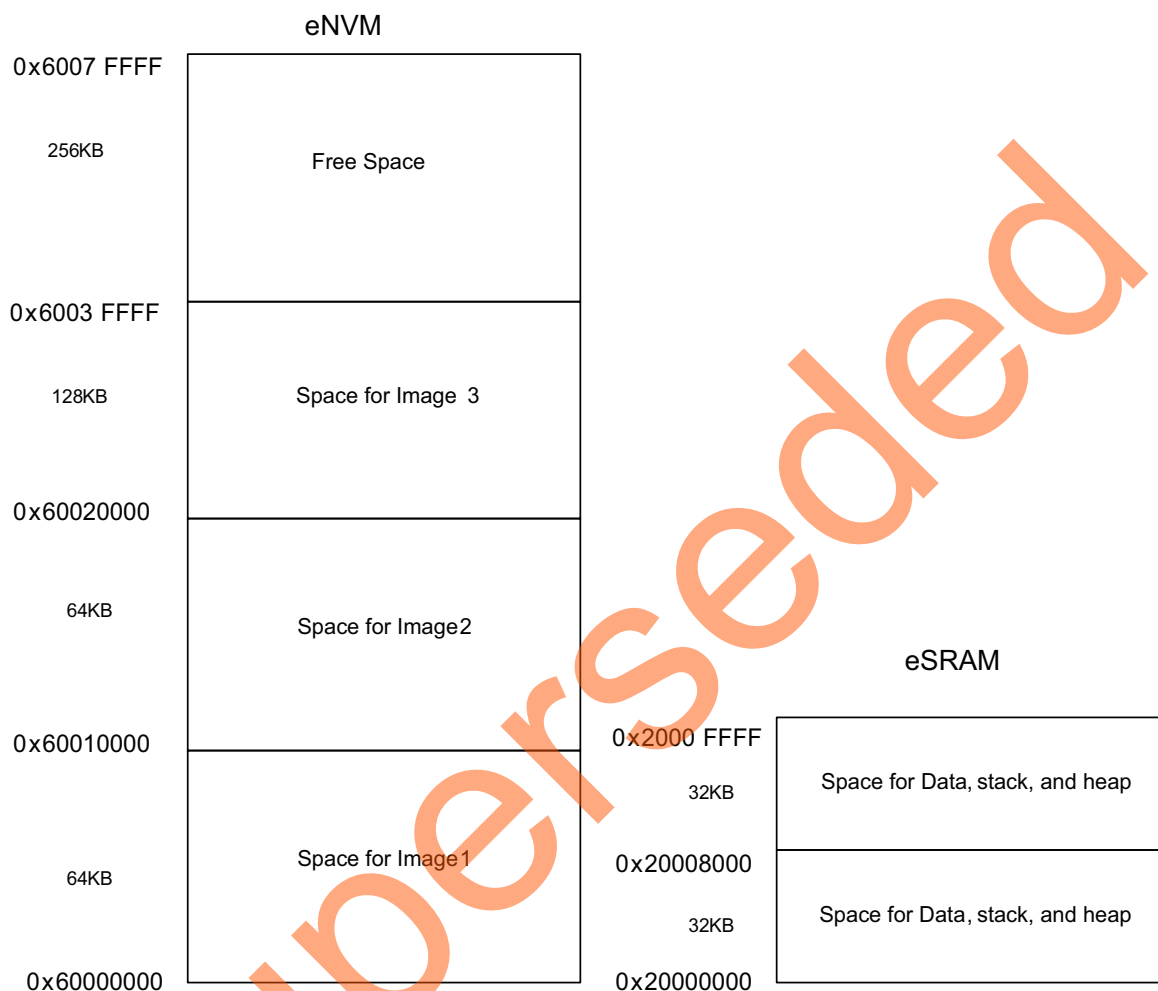 eNVM
0x6007 FFFF
256KB
Free Space
0x6003 FFFF
128KB
Space for Image 3
0x60020000
64KB
Space for Image2
0x60010000
64KB
Space for Image1
0x60000000
eSRAM
0x2000 FFFF
32KB
Space for Data, stack, and heap
0x20008000
32KB
Space for Data, stack, and heap
0x20000000
perseded